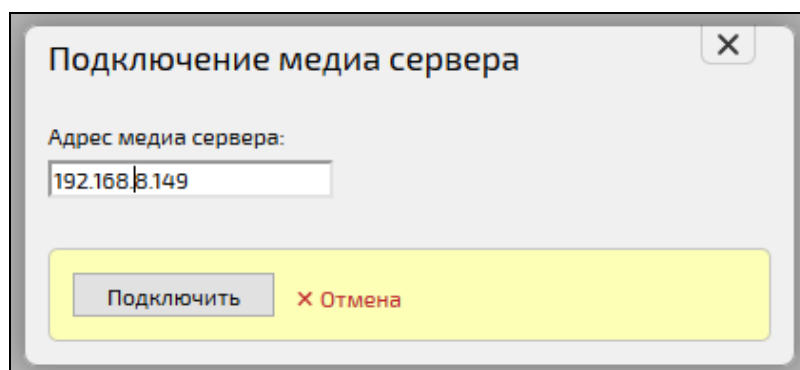 Подключение медиа сервера
Адрес медиа сервера:
192.168.8.149
Подключить
× Отмена